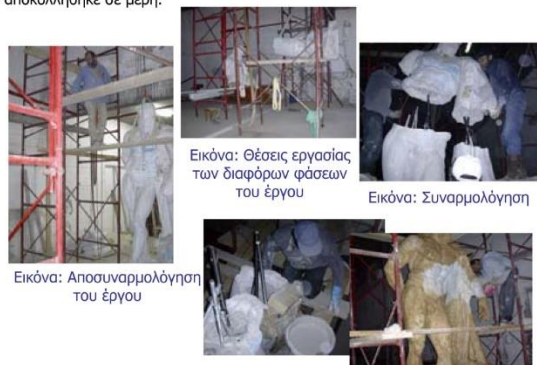 αποκολλήθηκε σε μέρη.
Εικόνα: Θέσεις εργασίας
των διαφόρων φάσεων
του έργου
Εικόνα: Συναρμολόγηση
Εικόνα: Αποσυναρμολόγηση
του έργου